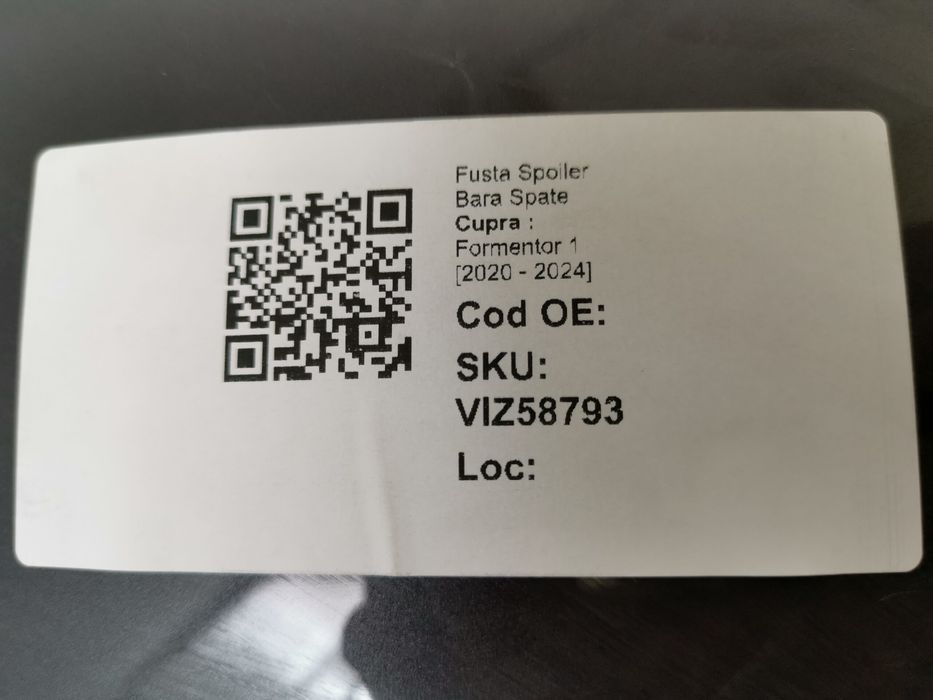 Fusta Spoiler
Bara Spate
Cupra :
Formentor 1
[2020 - 2024]
Cod OE:
SKU:
VIZ58793
Loc: